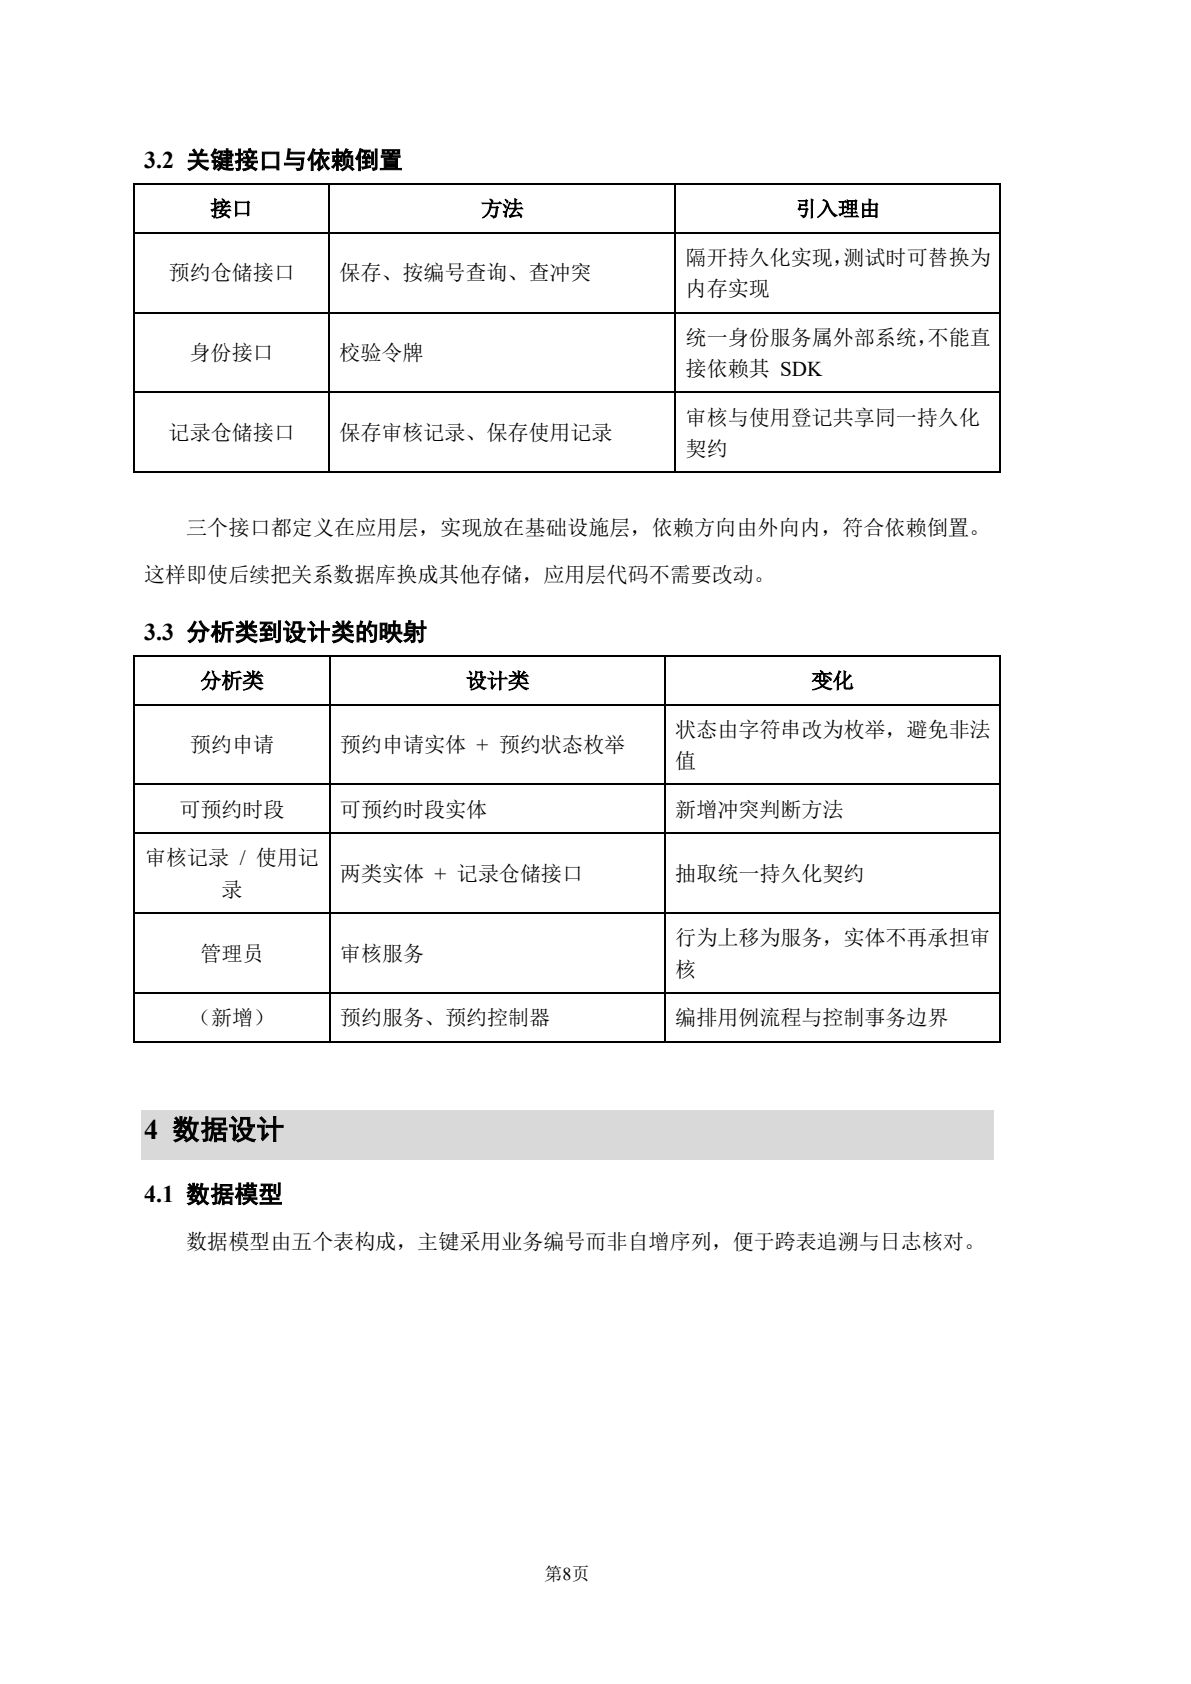 3.2 关键接口与依赖倒置
接口 方法 引入理由
预约仓储接口 保存、按编号查询、查冲突 隔开持久化实现,测试时可替换为
内存实现
身份接口 校验令牌 统一身份服务属外部系统,不能直
接依赖其 SDK
记录仓储接口 保存审核记录、保存使用记录 审核与使用登记共享同一持久化
契约
三个接口都定义在应用层，实现放在基础设施层，依赖方向由外向内，符合依赖倒置。
这样即使后续把关系数据库换成其他存储，应用层代码不需要改动。
3.3 分析类到设计类的映射
分析类 设计类 变化
预约申请 预约申请实体 + 预约状态枚举 状态由字符串改为枚举，避免非法
值
可预约时段 可预约时段实体 新增冲突判断方法
审核记录 / 使用记
录 两类实体 + 记录仓储接口 抽取统一持久化契约
管理员 审核服务 行为上移为服务，实体不再承担审
核
（新增） 预约服务、预约控制器 编排用例流程与控制事务边界
4 数据设计
4.1 数据模型
数据模型由五个表构成，主键采用业务编号而非自增序列，便于跨表追溯与日志核对。
第8页